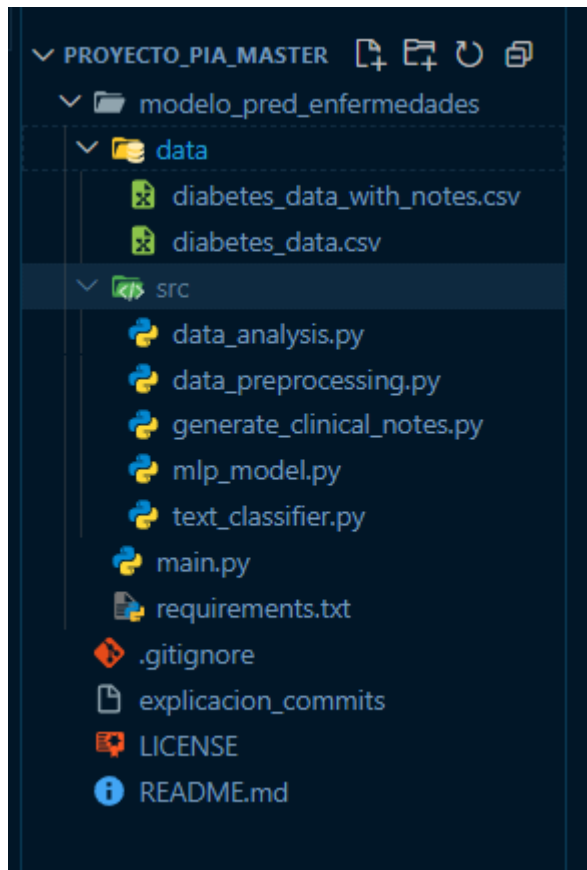 PROYECTO_PIA_MASTER
modelo_pred_enfermedades
data
diabetes_data_with_notes.csv
diabetes_data.csv
src
data_analysis.py
data_preprocessing.py
generate_clinical_notes.py
mlp_model.py
text_classifier.py
main.py
requirements.txt
.gitignore
explicacion_commits
LICENSE
README.md